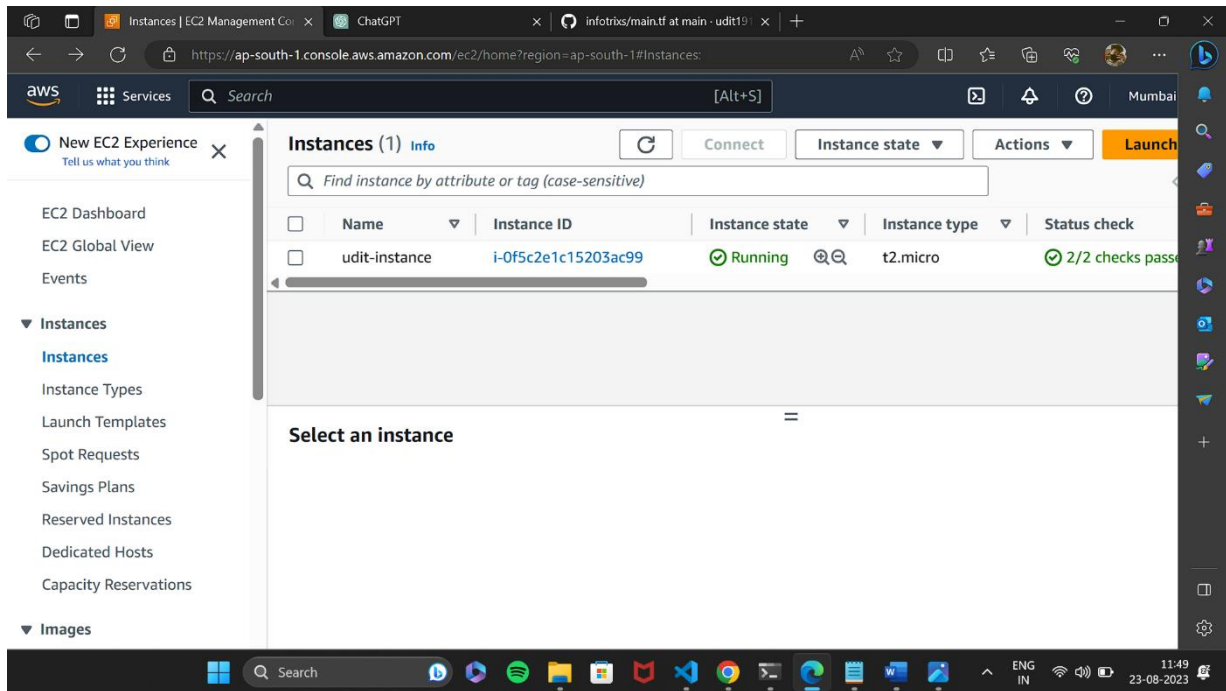 Instances | EC2 Management Co
ChatGPT
infotrixs/main.tf at main · udit191
https://ap-south-1.console.aws.amazon.com/ec2/home?region=ap-south-1#Instances:
aws
Services
Search
[Alt+S]
Mumbai
New EC2 Experience
Tell us what you think
EC2 Dashboard
EC2 Global View
Events
Instances
Instances
Instance Types
Launch Templates
Spot Requests
Savings Plans
Reserved Instances
Dedicated Hosts
Capacity Reservations
Images
Instances (1) Info
Connect
Instance state
Actions
Launch
Find instance by attribute or tag (case-sensitive)
Name Instance ID Instance state Instance type Status check
udit-instance i-0f5c2e1c15203ac99 Running t2.micro 2/2 checks passe
Select an instance
Search
ENG
IN
11:49
23-08-2023